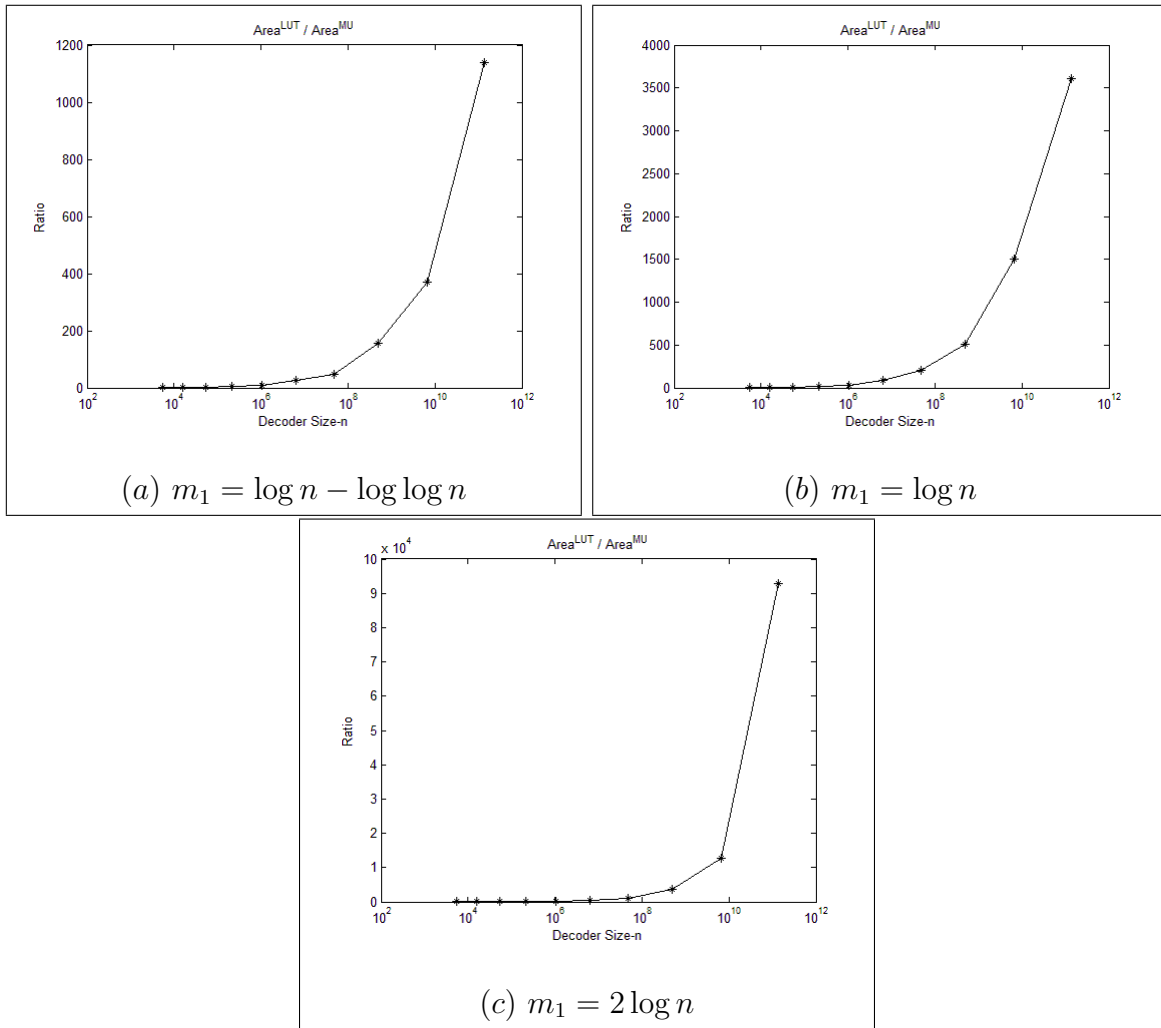 Area^LUT / Area^MU
1200
1000
800
600
400
200
0
Ratio
10^2 10^4 10^6 10^8 10^10 10^12
Decoder Size-n
(a) m_1 = log n − log log n
Area^LUT / Area^MU
4000
3500
3000
2500
2000
1500
1000
500
0
Ratio
10^2 10^4 10^6 10^8 10^10 10^12
Decoder Size-n
(b) m_1 = log n
Area^LUT / Area^MU
x 10^4
10
9
8
7
6
5
4
3
2
1
0
Ratio
10^2 10^4 10^6 10^8 10^10 10^12
Decoder Size-n
(c) m_1 = 2 log n